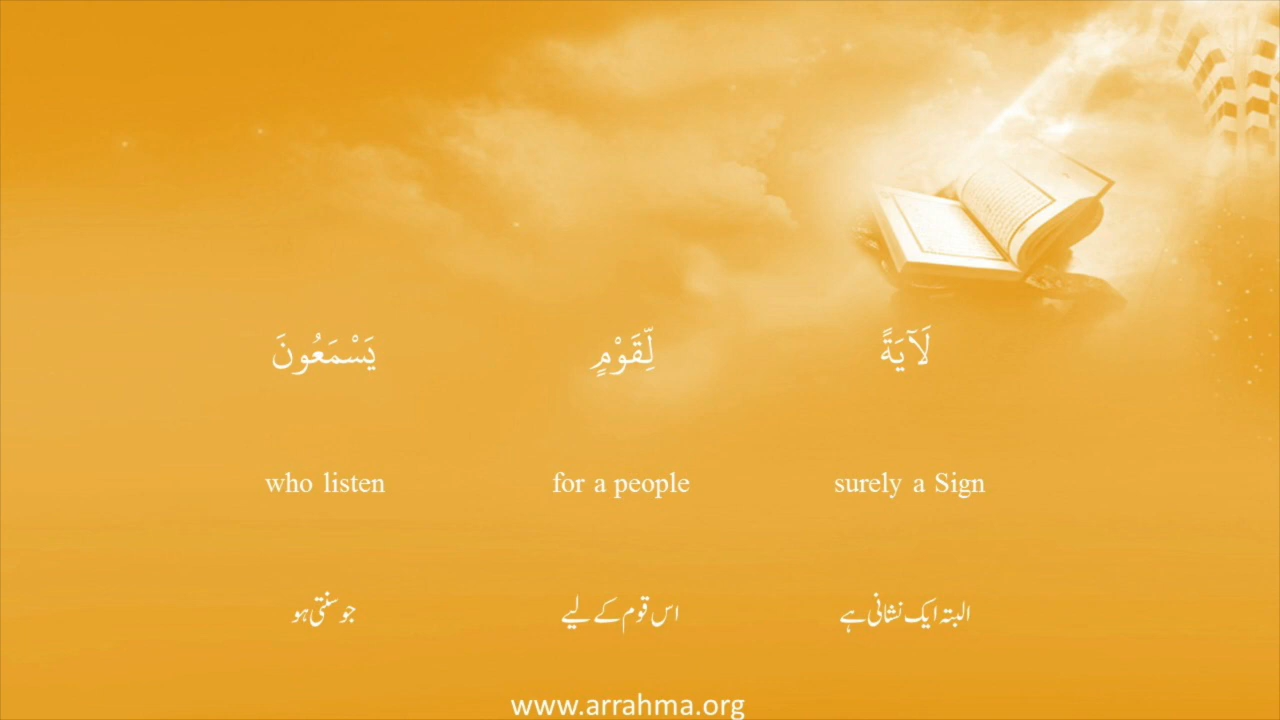 لَآيَةً لِّقَوْمٍ يَسْمَعُونَ
who listen for a people surely a Sign
البتہ ایک نشانی ہے اس قوم کے لیے جو سنتی ہو
www.arrahma.org